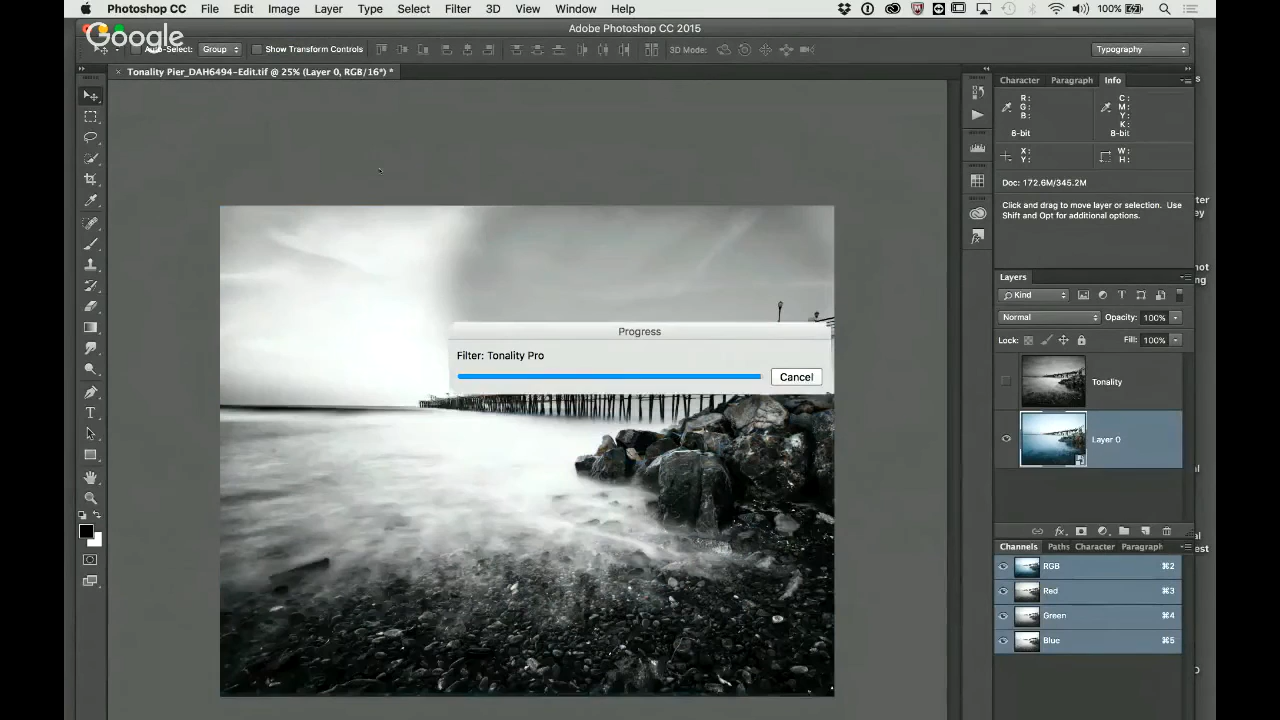 Photoshop CC File Edit Image Layer Type Select Filter 3D View Window Help 100%
Adobe Photoshop CC 2015
Google
Auto-Select: Group Show Transform Controls 3D Mode: Typography
× Tonality Pier_DAH6494-Edit.tif @ 25% (Layer 0, RGB/16*) *
Character Paragraph Info
R: C:
G: M:
B: Y:
K:
8-bit 8-bit
X: W:
Y: H:
Doc: 172.6M/345.2M
Click and drag to move layer or selection. Use
Shift and Opt for additional options.
Layers
Kind
Normal Opacity: 100%
Lock: Fill: 100%
Tonality
Layer 0
Progress
Filter: Tonality Pro
Cancel
Channels Paths Character Paragraph
RGB ⌘2
Red ⌘3
Green ⌘4
Blue ⌘5